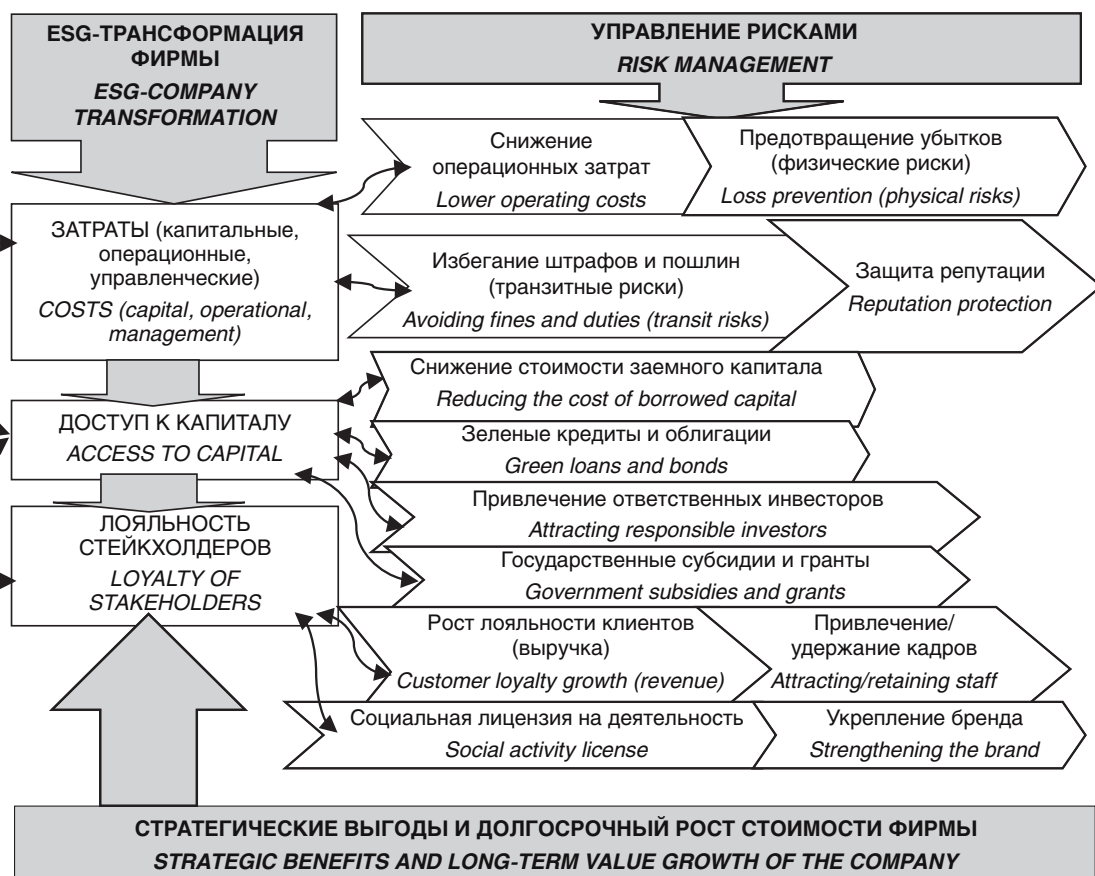 ESG-ТРАНСФОРМАЦИЯ
ФИРМЫ
ESG-COMPANY
TRANSFORMATION
УПРАВЛЕНИЕ РИСКАМИ
RISK MANAGEMENT
Снижение
операционных затрат
Lower operating costs
Предотвращение убытков
(физические риски)
Loss prevention (physical risks)
ЗАТРАТЫ (капитальные,
операционные,
управленческие)
COSTS (capital, operational,
management)
Избегание штрафов и пошлин
(транзитные риски)
Avoiding fines and duties (transit risks)
Защита репутации
Reputation protection
ДОСТУП К КАПИТАЛУ
ACCESS TO CAPITAL
Снижение стоимости заемного капитала
Reducing the cost of borrowed capital
Зеленые кредиты и облигации
Green loans and bonds
Привлечение ответственных инвесторов
Attracting responsible investors
Государственные субсидии и гранты
Government subsidies and grants
ЛОЯЛЬНОСТЬ
СТЕЙКХОЛДЕРОВ
LOYALTY OF
STAKEHOLDERS
Рост лояльности клиентов
(выручка)
Customer loyalty growth (revenue)
Привлечение/
удержание кадров
Attracting/retaining staff
Социальная лицензия на деятельность
Social activity license
Укрепление бренда
Strengthening the brand
СТРАТЕГИЧЕСКИЕ ВЫГОДЫ И ДОЛГОСРОЧНЫЙ РОСТ СТОИМОСТИ ФИРМЫ
STRATEGIC BENEFITS AND LONG-TERM VALUE GROWTH OF THE COMPANY